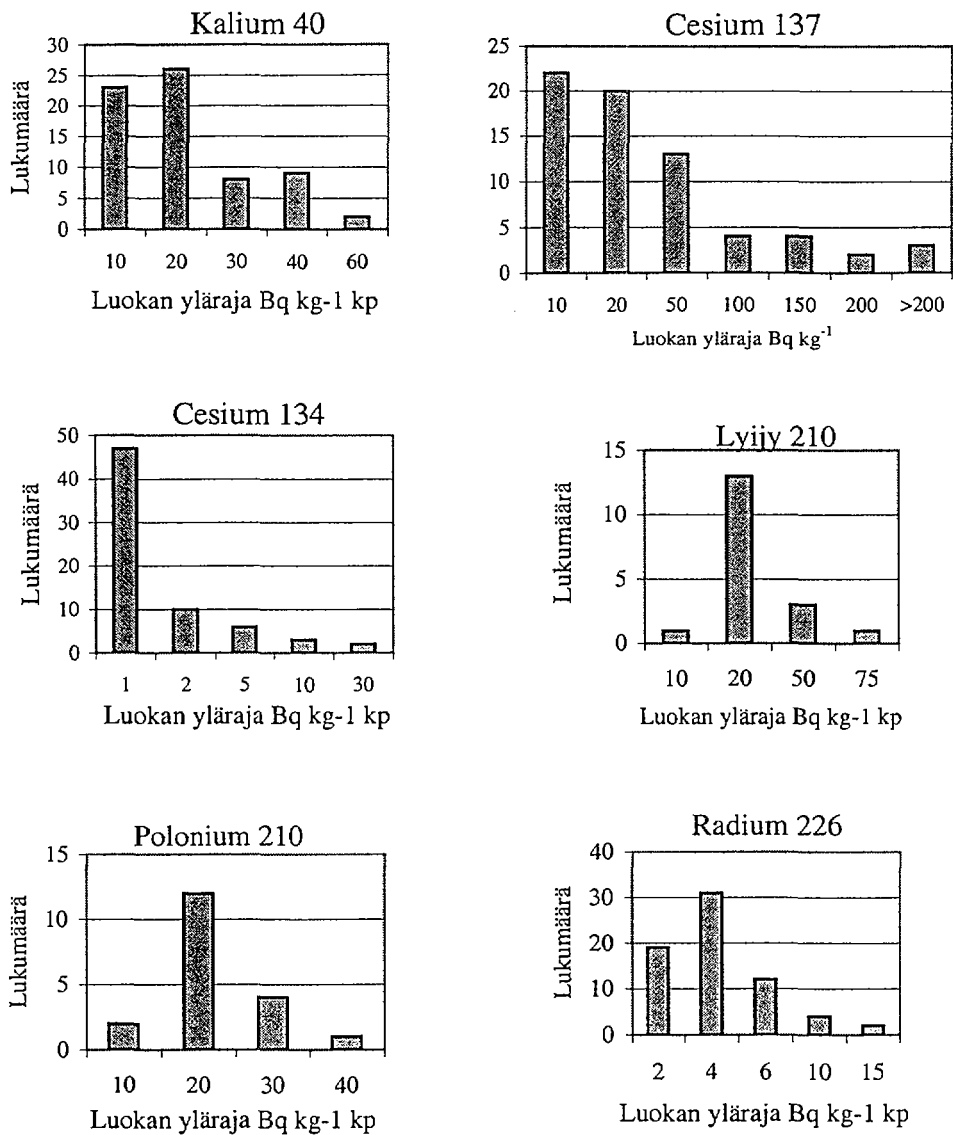 Kalium 40
30
25
20
15
10
5
0
Lukumäärä
10 20 30 40 60
Luokan yläraja Bq kg-1 kp
Cesium 137
25
20
15
10
5
0
10 20 50 100 150 200 >200
Luokan yläraja Bq kg⁻¹
Cesium 134
50
40
30
20
10
0
Lukumäärä
1 2 5 10 30
Luokan yläraja Bq kg-1 kp
Lyijy 210
15
10
5
0
Lukumäärä
10 20 50 75
Luokan yläraja Bq kg-1 kp
Polonium 210
15
10
5
0
Lukumäärä
10 20 30 40
Luokan yläraja Bq kg-1 kp
Radium 226
40
30
20
10
0
Lukumäärä
2 4 6 10 15
Luokan yläraja Bq kg-1 kp